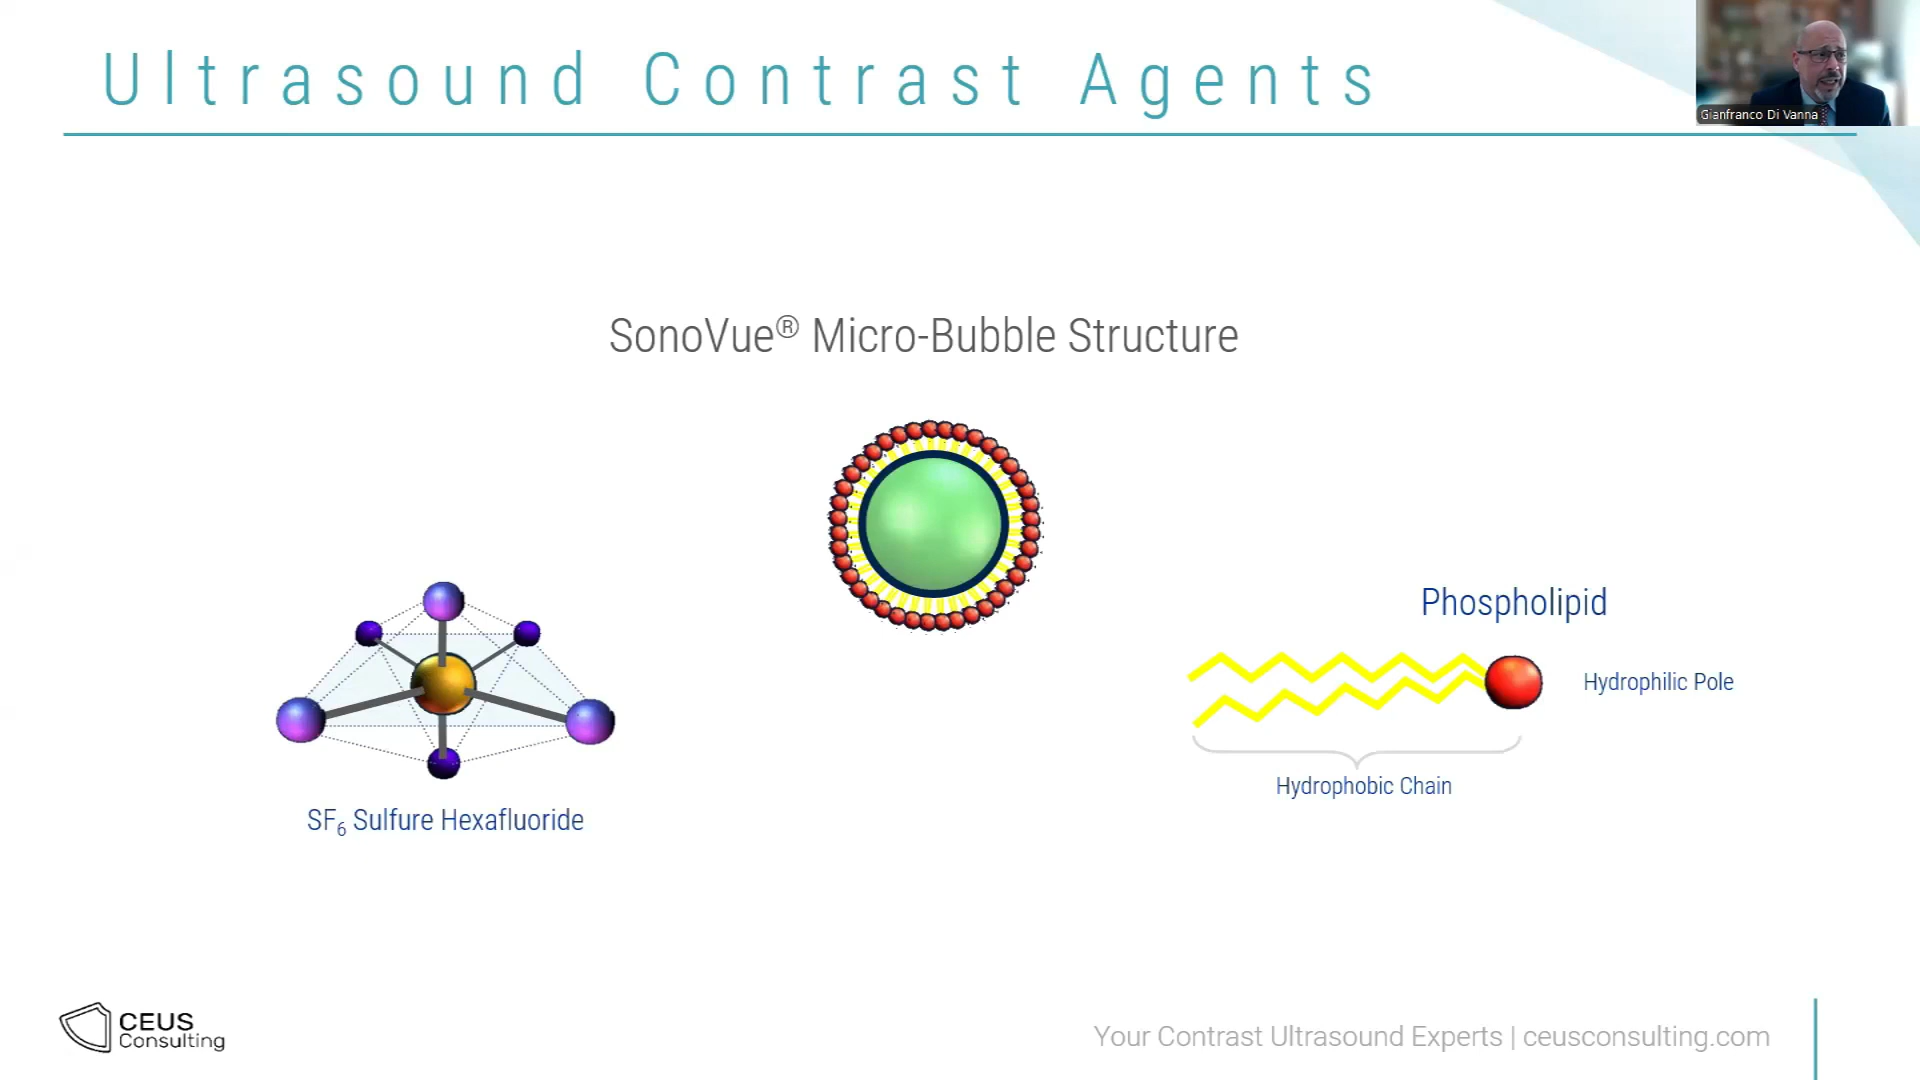 Ultrasound Contrast Agents
Gianfranco Di Vanna
SonoVue® Micro-Bubble Structure
Phospholipid
Hydrophilic Pole
Hydrophobic Chain
SF₆ Sulfure Hexafluoride
CEUS
Consulting
Your Contrast Ultrasound Experts | ceusconsulting.com